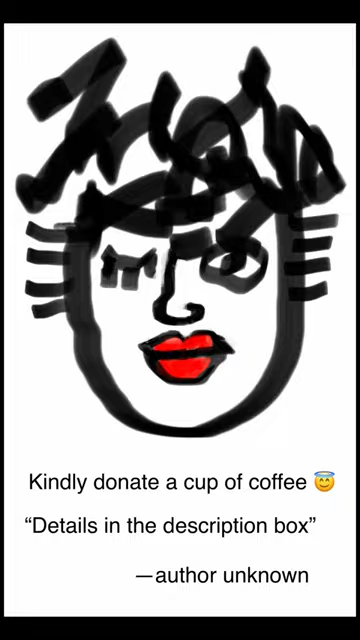 Kindly donate a cup of coffee 😇
“Details in the description box”
—author unknown